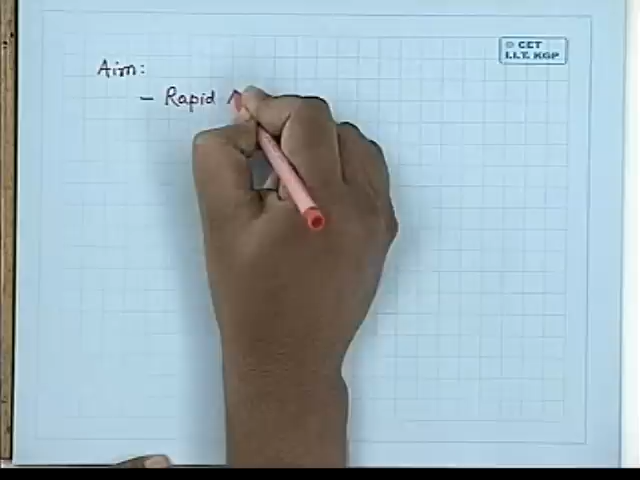 © CET
I.I.T. KGP
Aim:
– Rapid